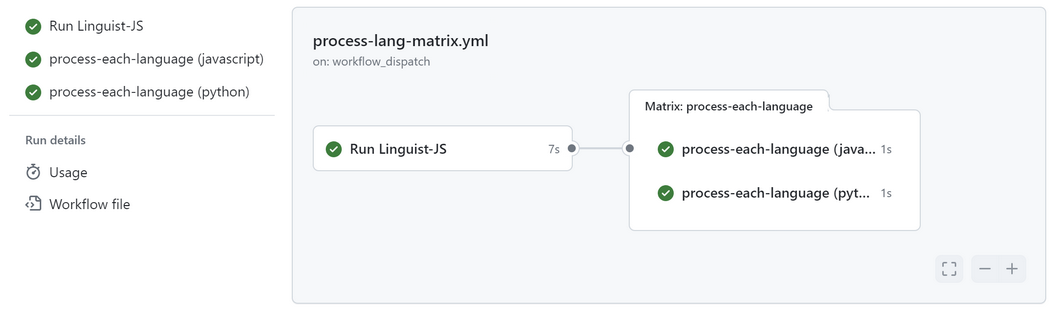 Run Linguist-JS
process-each-language (javascript)
process-each-language (python)
Run details
Usage
Workflow file
process-lang-matrix.yml
on: workflow_dispatch
Run Linguist-JS 7s
Matrix: process-each-language
process-each-language (java... 1s
process-each-language (pyt... 1s